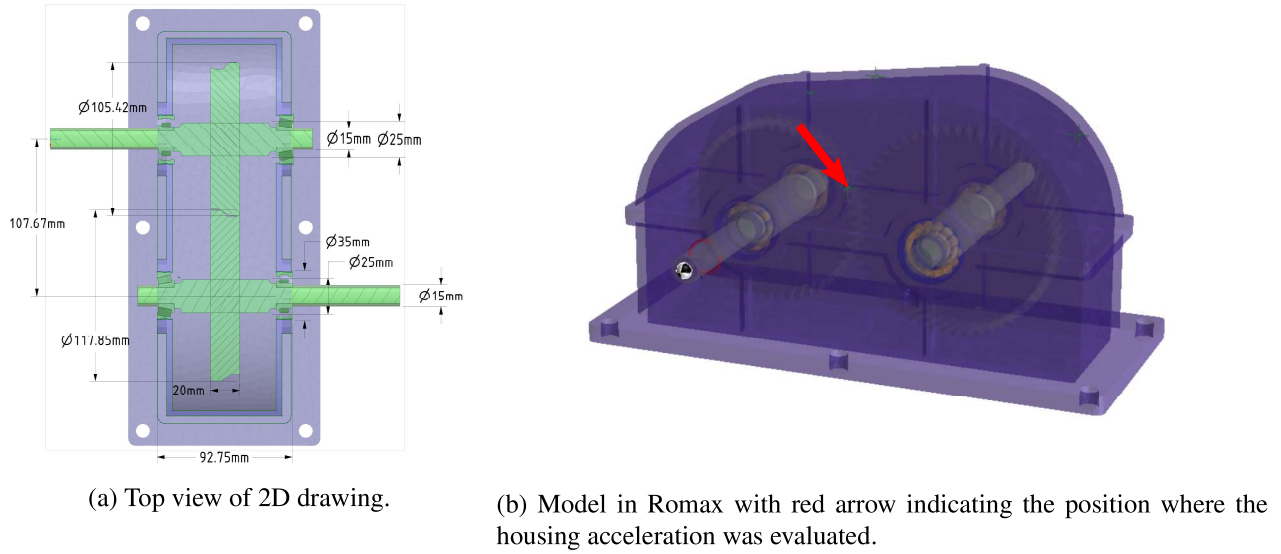 Ø105.42mm
Ø15mm
Ø25mm
107.67mm
Ø35mm
Ø25mm
Ø15mm
Ø117.85mm
20mm
92.75mm
(a) Top view of 2D drawing.
(b) Model in Romax with red arrow indicating the position where the
housing acceleration was evaluated.